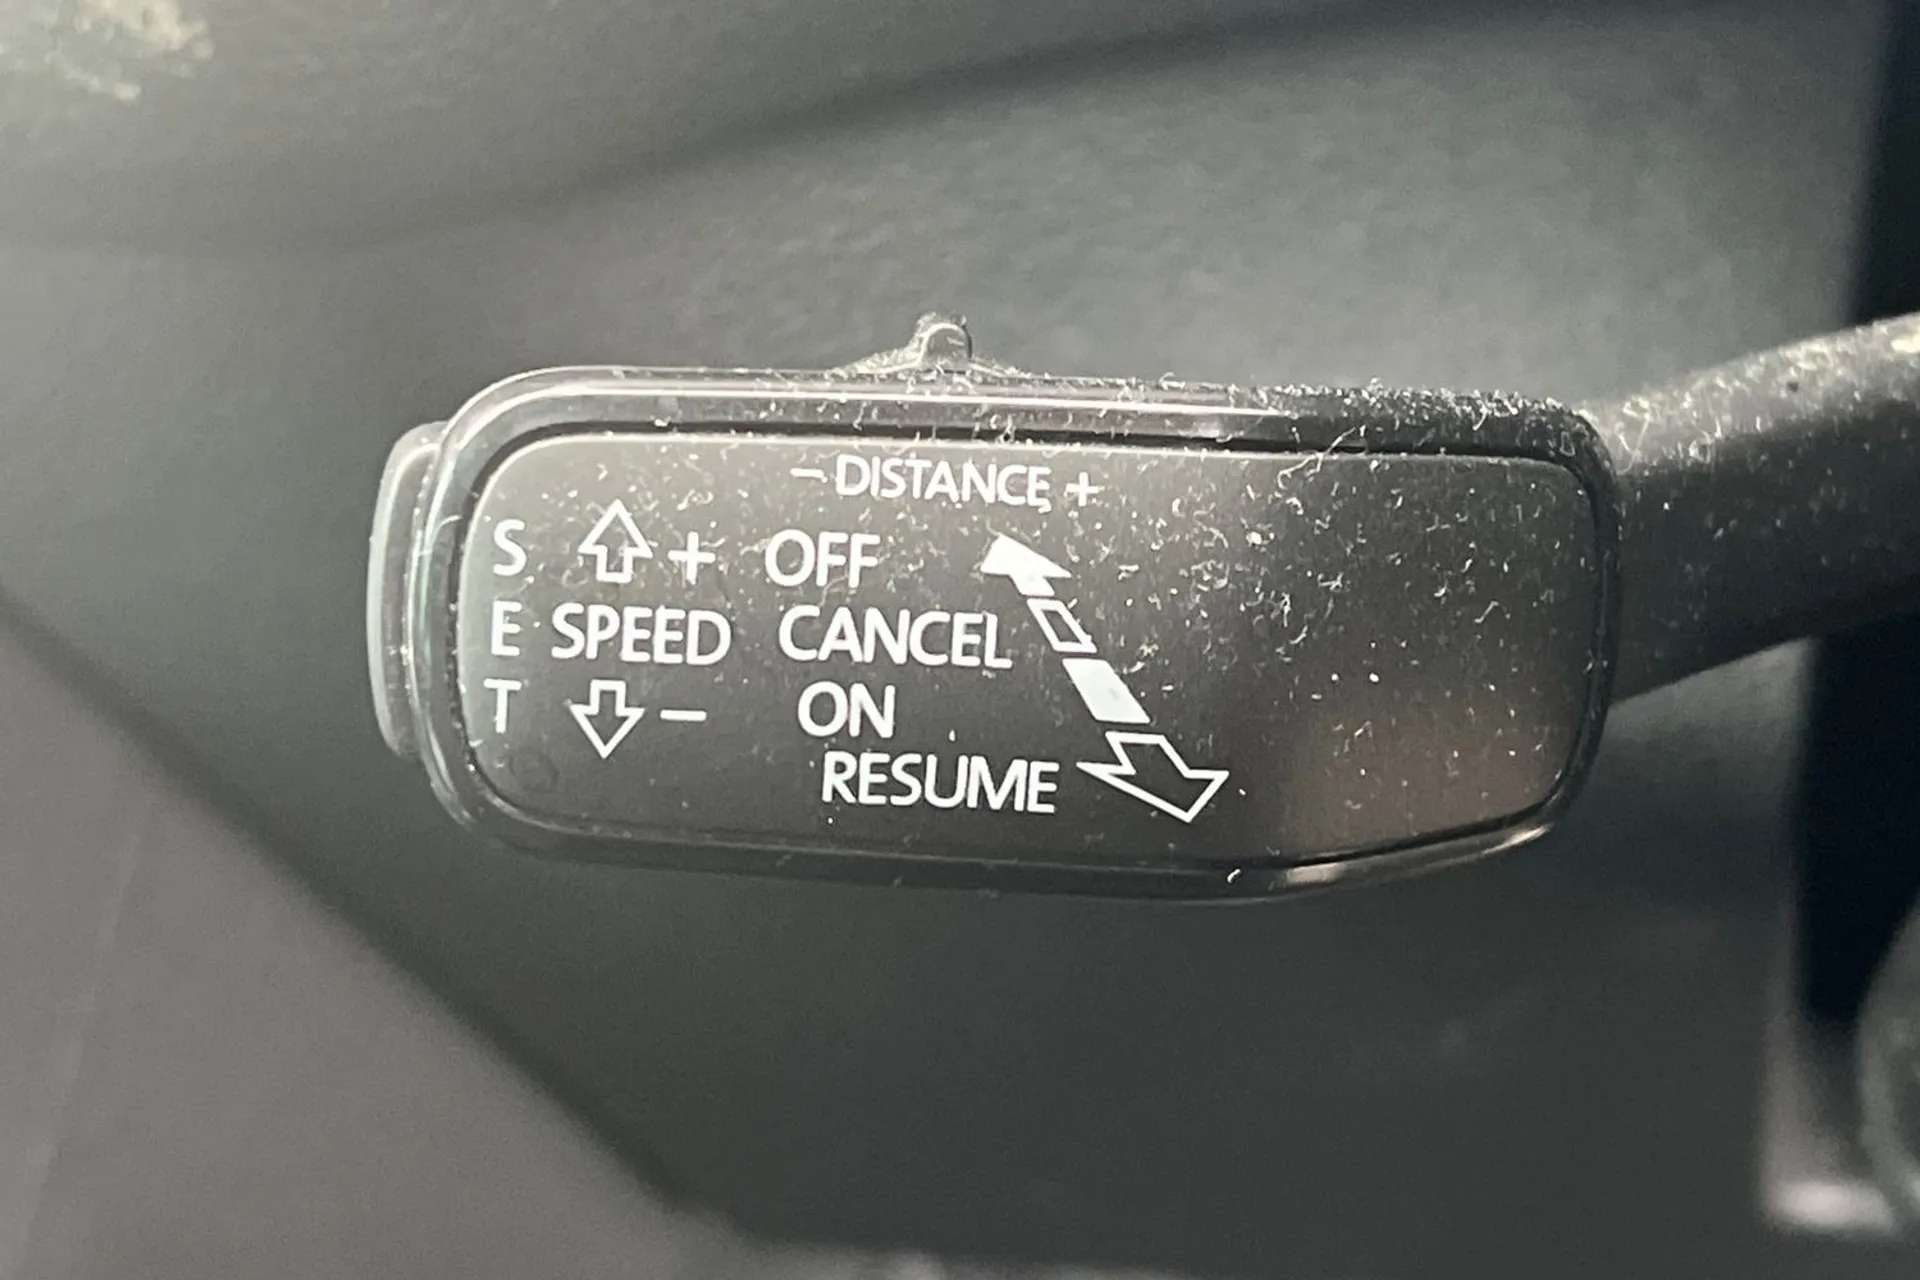 - DISTANCE +
S + OFF
E SPEED CANCEL
T - ON
RESUME